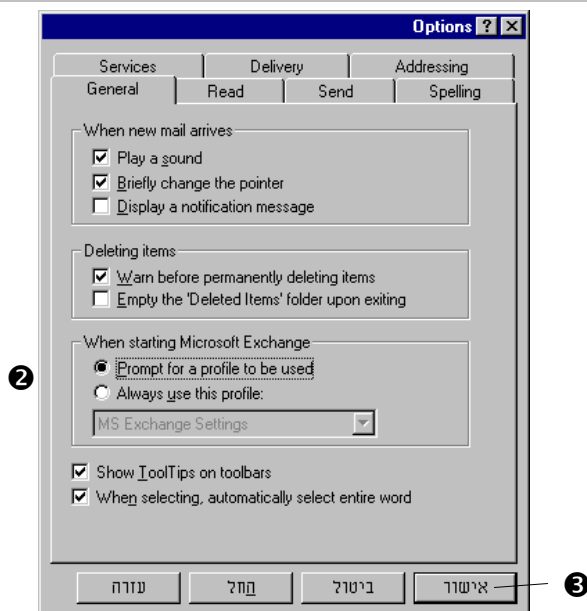 Options
Services Delivery Addressing
General Read Send Spelling
When new mail arrives
Play a sound
Briefly change the pointer
Display a notification message
Deleting items
Warn before permanently deleting items
Empty the 'Deleted Items' folder upon exiting
When starting Microsoft Exchange
❷ Prompt for a profile to be used
Always use this profile:
MS Exchange Settings
Show ToolTips on toolbars
When selecting, automatically select entire word
אישור ביטול החל עזרה ❸